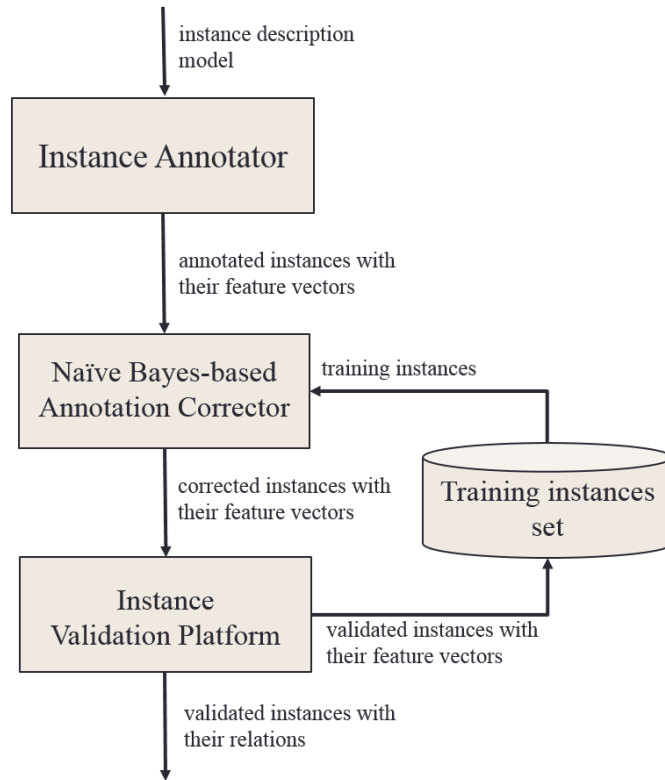 instance description
model
Instance Annotator
annotated instances with
their feature vectors
Naïve Bayes-based
Annotation Corrector
training instances
Training instances
set
corrected instances with
their feature vectors
Instance
Validation Platform
validated instances with
their feature vectors
validated instances with
their relations